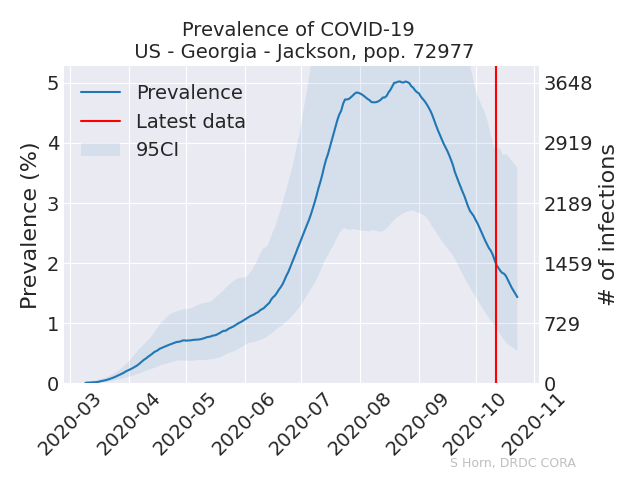 Prevalence of COVID-19
US - Georgia - Jackson, pop. 72977
Prevalence
Latest data
95CI
Prevalence (%)
5
4
3
2
1
0
3648
2919
2189
1459
729
0
# of infections
2020-03
2020-04
2020-05
2020-06
2020-07
2020-08
2020-09
2020-10
2020-11
S Horn, DRDC CORA